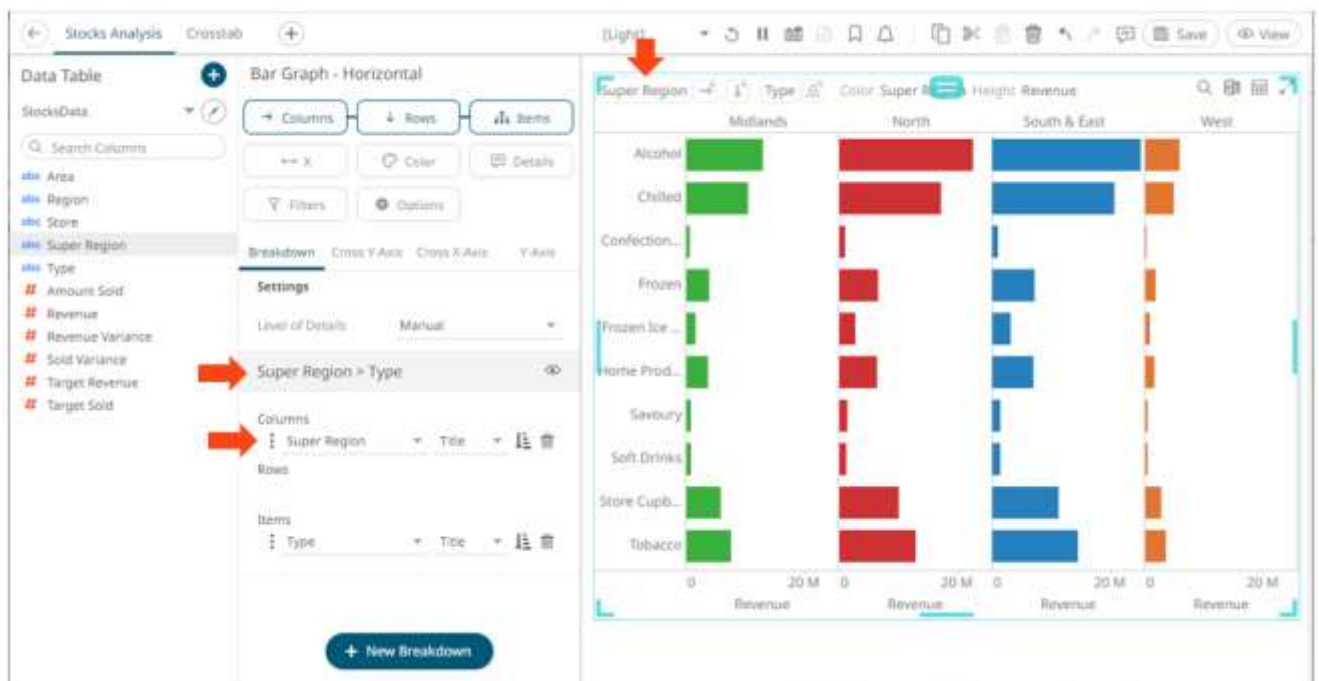 Stocks Analysis Crosstab
(Light) Save View
Data Table
StocksData
Search Columns
abc Area
abc Region
abc Store
abc Super Region
abc Type
# Amount Sold
# Revenue
# Revenue Variance
# Sold Variance
# Target Revenue
# Target Sold
Bar Graph - Horizontal
Columns Rows Items
X Color Details
Filters Options
Breakdown Cross Y-Axis Cross X-Axis Y-Axis
Settings
Level of Details Manual
Super Region > Type
Columns
Super Region Title
Rows
Items
Type Title
+ New Breakdown
Super Region Type Color Super Height Revenue
Midlands North South & East West
Alcohol
Chilled
Confection...
Frozen
Frozen Ice ...
Home Prod...
Savoury
Soft Drinks
Store Cupb...
Tobacco
0 20 M 0 20 M 0 20 M 0 20 M
Revenue Revenue Revenue Revenue